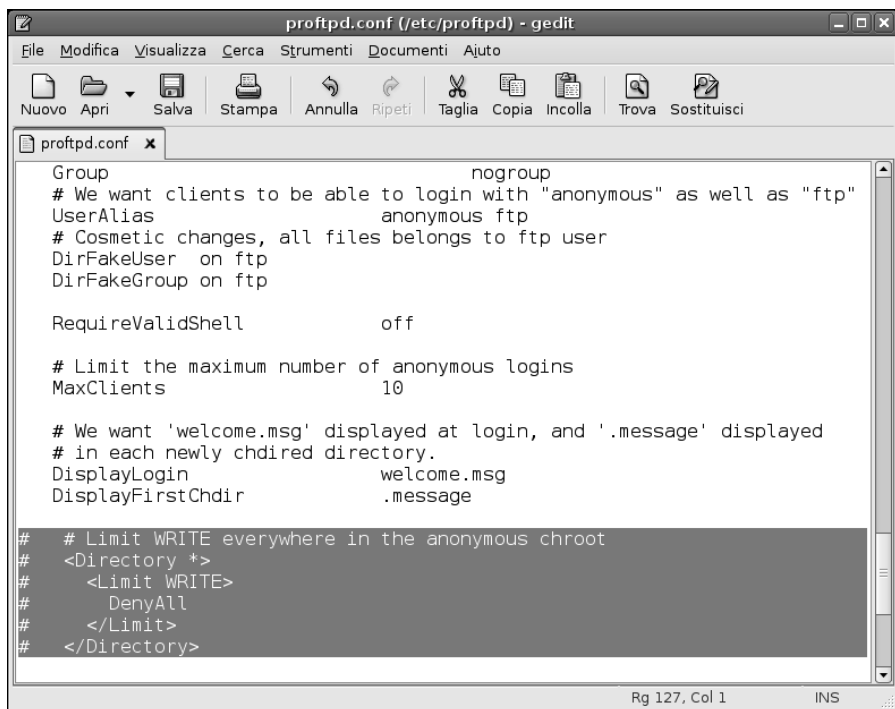 proftpd.conf (/etc/proftpd) - gedit
File Modifica Visualizza Cerca Strumenti Documenti Aiuto
Nuovo Apri Salva Stampa Annulla Ripeti Taglia Copia Incolla Trova Sostituisci
proftpd.conf
Group nogroup
# We want clients to be able to login with "anonymous" as well as "ftp"
UserAlias anonymous ftp
# Cosmetic changes, all files belongs to ftp user
DirFakeUser on ftp
DirFakeGroup on ftp
RequireValidShell off
# Limit the maximum number of anonymous logins
MaxClients 10
# We want 'welcome.msg' displayed at login, and '.message' displayed
# in each newly chdired directory.
DisplayLogin welcome.msg
DisplayFirstChdir .message
# # Limit WRITE everywhere in the anonymous chroot
# <Directory *>
# <Limit WRITE>
# DenyAll
# </Limit>
# </Directory>
Rg 127, Col 1 INS